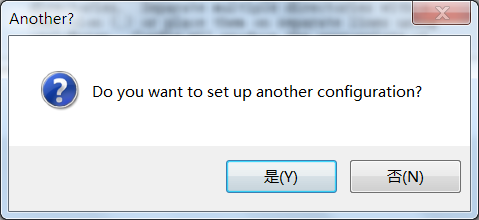 Another?
Do you want to set up another configuration?
是(Y)
否(N)